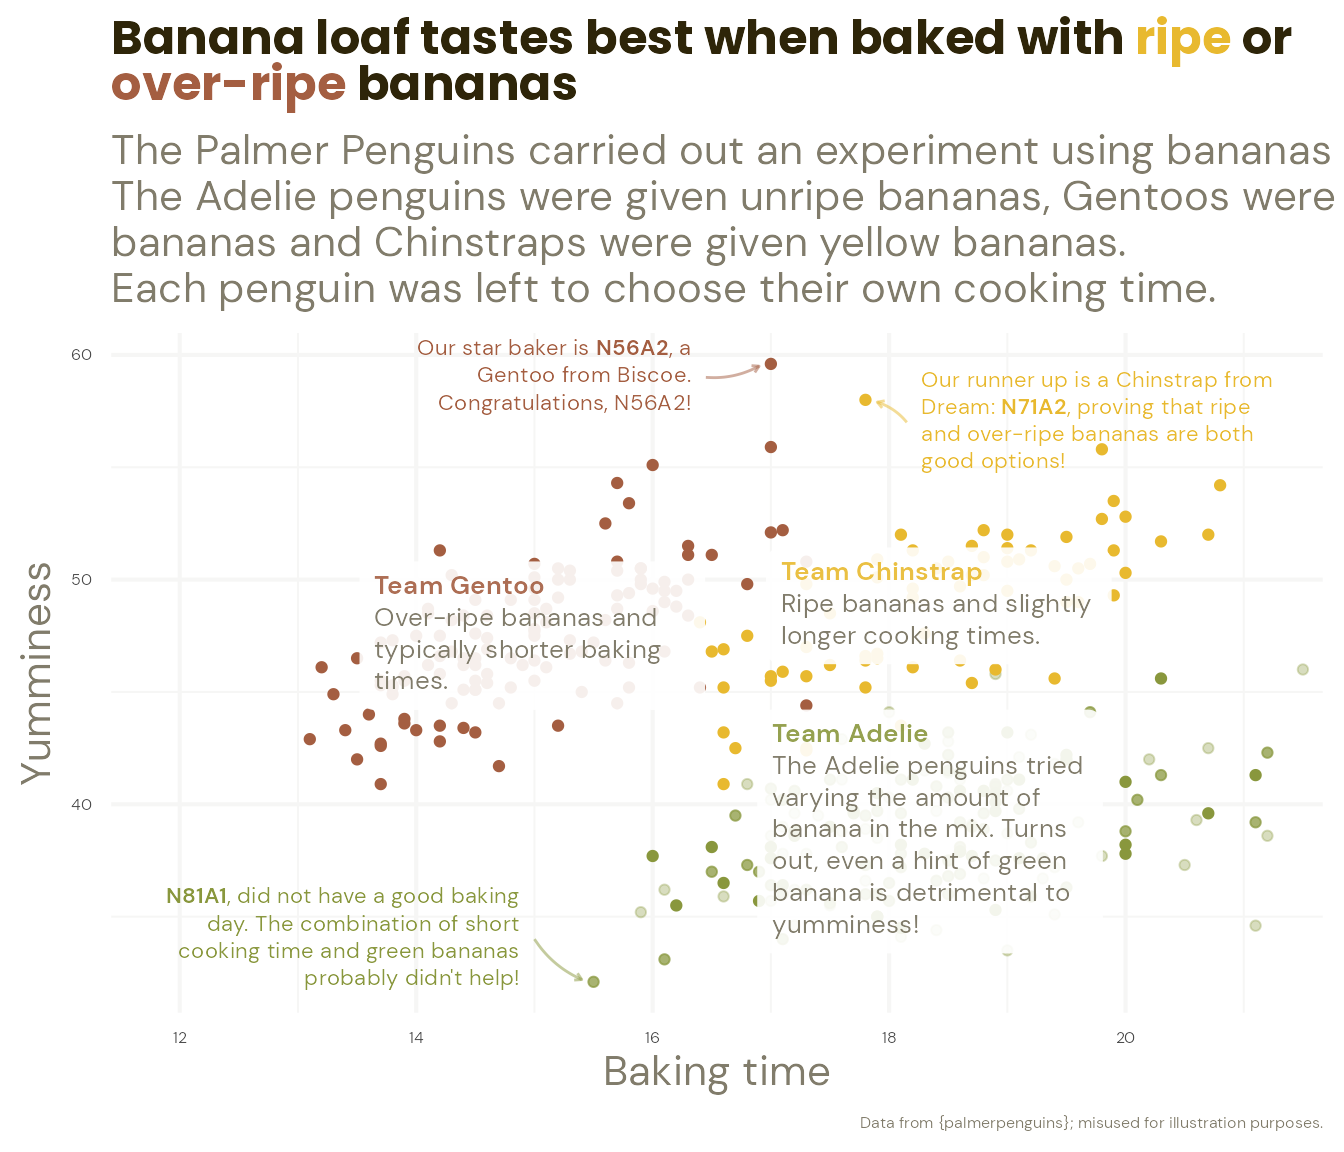 Banana loaf tastes best when baked with ripe or
over-ripe bananas
The Palmer Penguins carried out an experiment using bananas
The Adelie penguins were given unripe bananas, Gentoos were
bananas and Chinstraps were given yellow bananas.
Each penguin was left to choose their own cooking time.
Our star baker is N56A2, a
Gentoo from Biscoe.
Congratulations, N56A2!
Our runner up is a Chinstrap from
Dream: N71A2, proving that ripe
and over-ripe bananas are both
good options!
Team Gentoo
Over-ripe bananas and
typically shorter baking
times.
Team Chinstrap
Ripe bananas and slightly
longer cooking times.
Team Adelie
The Adelie penguins tried
varying the amount of
banana in the mix. Turns
out, even a hint of green
banana is detrimental to
yumminess!
N81A1, did not have a good baking
day. The combination of short
cooking time and green bananas
probably didn't help!
Yumminess
60
50
40
12
14
16
18
20
Baking time
Data from {palmerpenguins}; misused for illustration purposes.